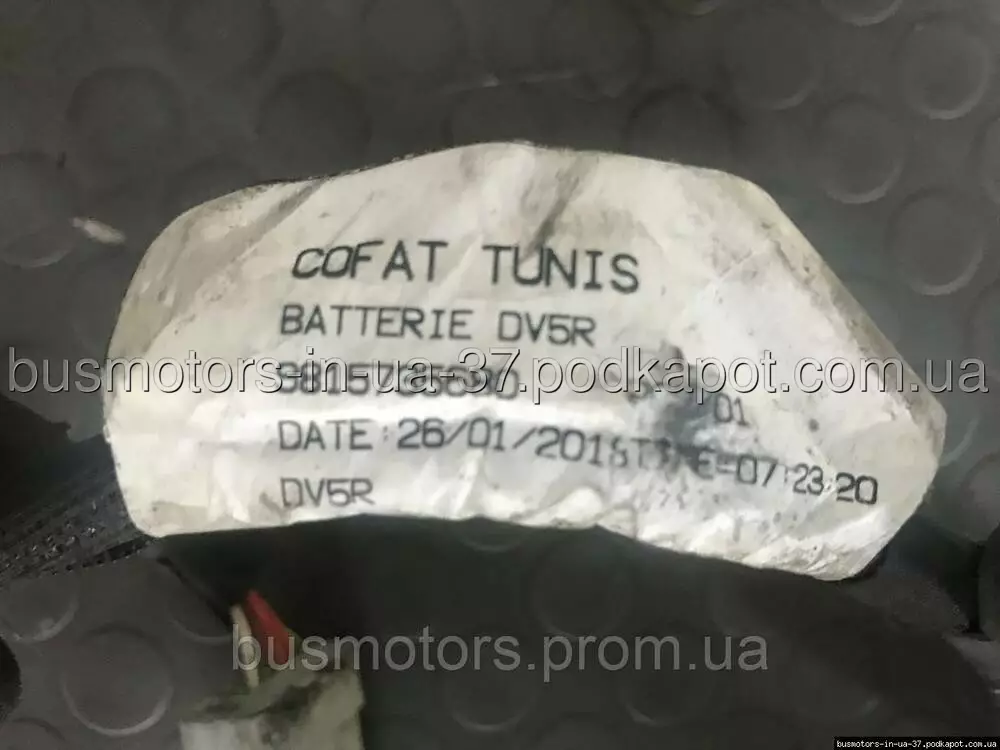 COFAT TUNIS
BATTERIE DV5R
busmotors-in-ua-37.podkapot.com.ua
01
DATE:26/01/2018 07:23:20
DV5R
busmotors.prom.ua
busmotors-in-ua-37.podkapot.com.ua